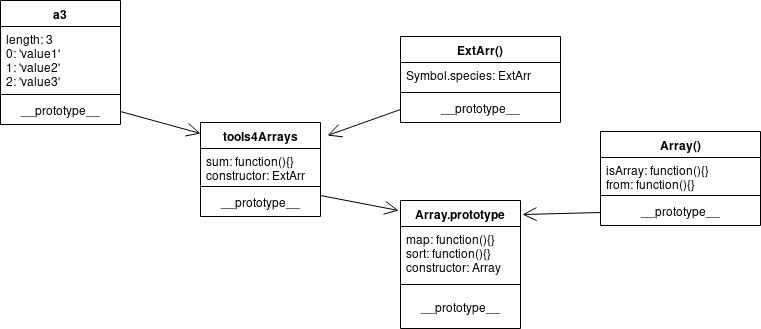 a3
length: 3
0: 'value1'
1: 'value2'
2: 'value3'
__prototype__
ExtArr()
Symbol.species: ExtArr
__prototype__
tools4Arrays
sum: function(){}
constructor: ExtArr
__prototype__
Array()
isArray: function(){}
from: function(){}
__prototype__
Array.prototype
map: function(){}
sort: function(){}
constructor: Array
__prototype__